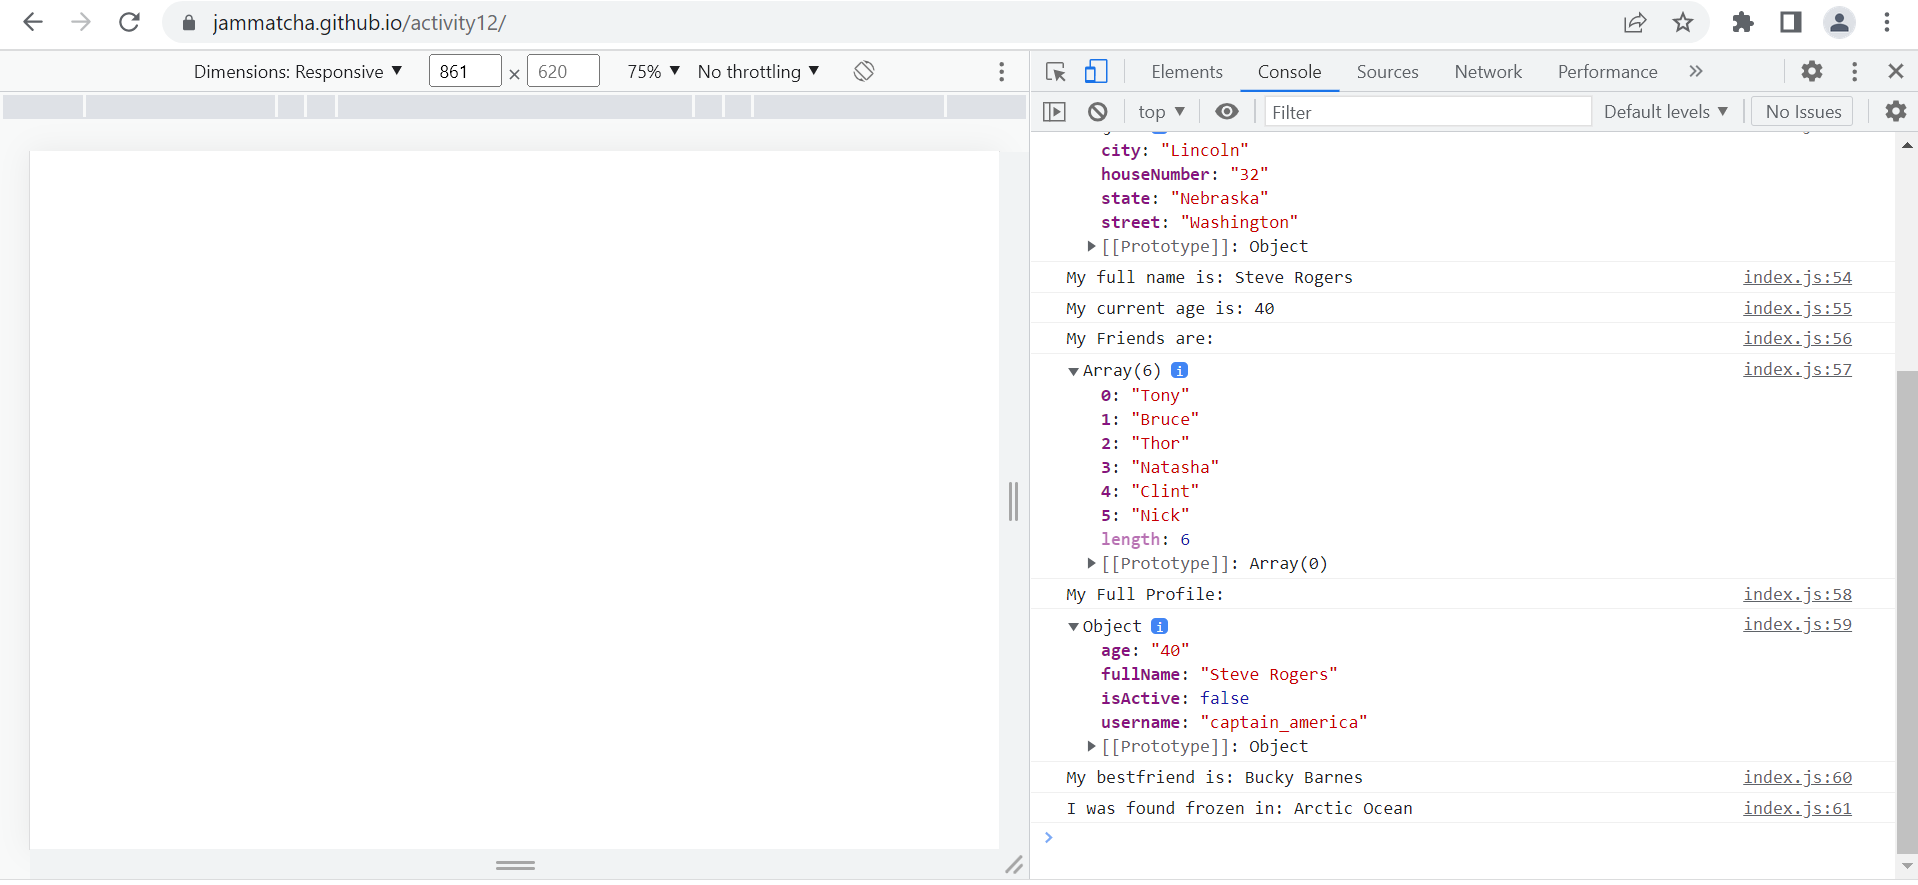 jammatcha.github.io/activity12/
Dimensions: Responsive ▼ 861 × 620 75% ▼ No throttling ▼
Elements Console Sources Network Performance »
top ▼ Filter Default levels ▼ No Issues
city: "Lincoln"
houseNumber: "32"
state: "Nebraska"
street: "Washington"
▶ [[Prototype]]: Object
My full name is: Steve Rogers index.js:54
My current age is: 40 index.js:55
My Friends are: index.js:56
▼ Array(6) i index.js:57
0: "Tony"
1: "Bruce"
2: "Thor"
3: "Natasha"
4: "Clint"
5: "Nick"
length: 6
▶ [[Prototype]]: Array(0)
My Full Profile: index.js:58
▼ Object i index.js:59
age: "40"
fullName: "Steve Rogers"
isActive: false
username: "captain_america"
▶ [[Prototype]]: Object
My bestfriend is: Bucky Barnes index.js:60
I was found frozen in: Arctic Ocean index.js:61
>